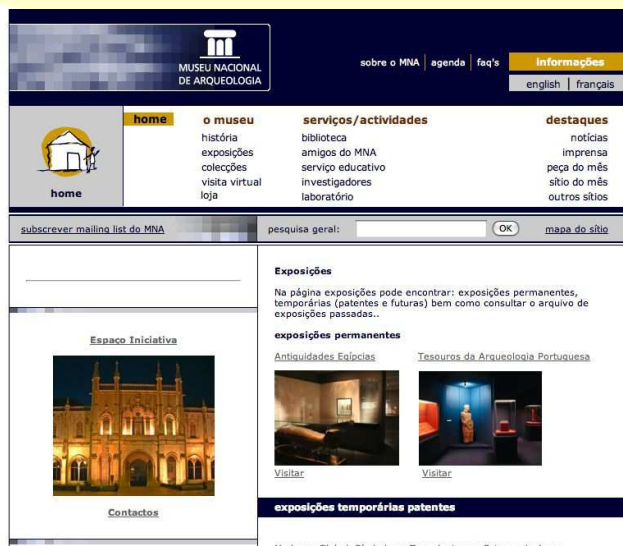 MUSEU NACIONAL
DE ARQUEOLOGIA
sobre o MNA | agenda | faq's
informações
english | français
home
home
o museu
história
exposições
colecções
visita virtual
loja
serviços/actividades
biblioteca
amigos do MNA
serviço educativo
investigadores
laboratório
destaques
notícias
imprensa
peça do mês
sítio do mês
outros sítios
subscrever mailing list do MNA
pesquisa geral:
OK
mapa do sítio
Espaço Iniciativa
Contactos
Exposições
Na página exposições pode encontrar: exposições permanentes,
temporárias (patentes e futuras) bem como consultar o arquivo de
exposições passadas..
exposições permanentes
Antiguidades Egípcias
Tesouros da Arqueologia Portuguesa
Visitar
Visitar
exposições temporárias patentes